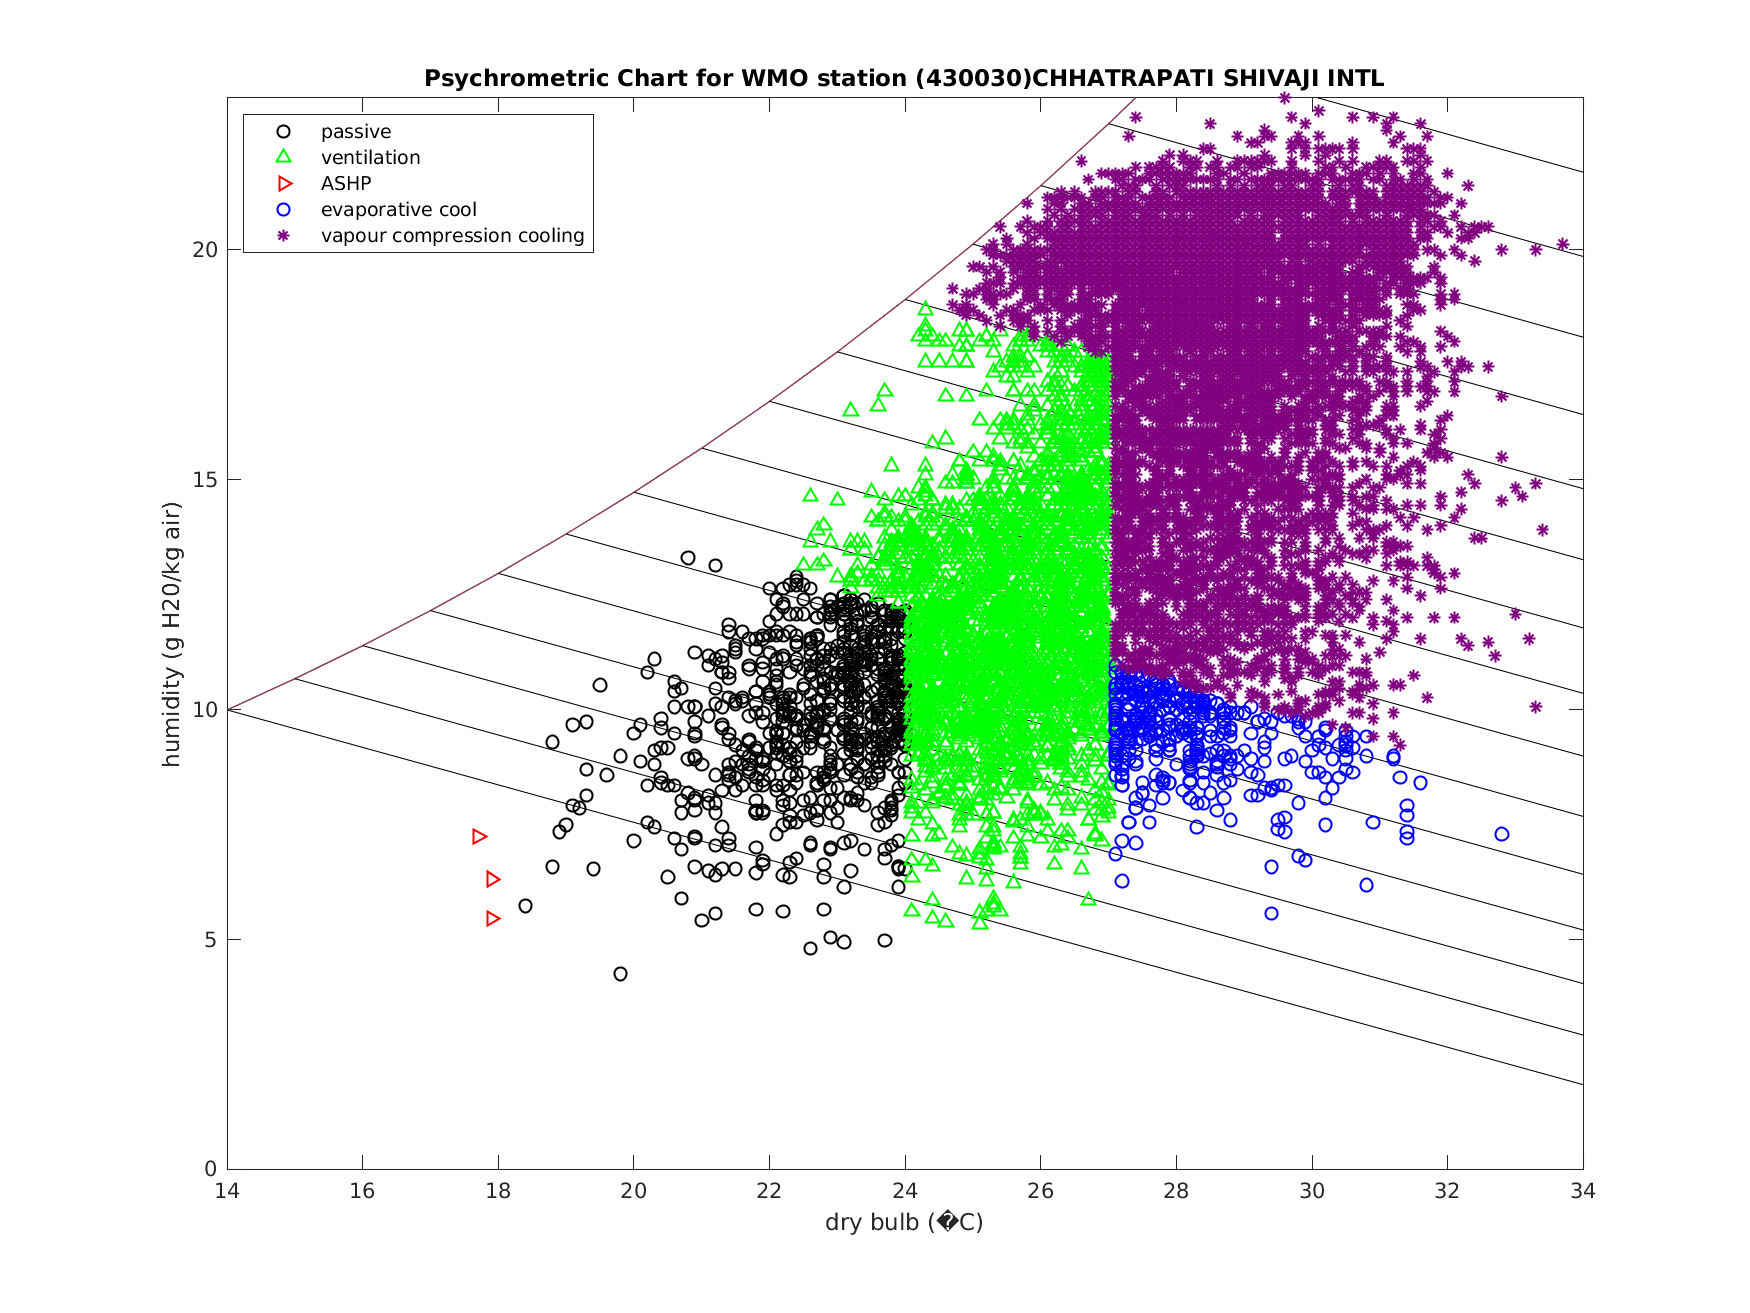 Psychrometric Chart for WMO station (430030)CHHATRAPATI SHIVAJI INTL
passive
ventilation
ASHP
evaporative cool
vapour compression cooling
20
15
10
5
0
humidity (g H20/kg air)
14 16 18 20 22 24 26 28 30 32 34
dry bulb (�C)